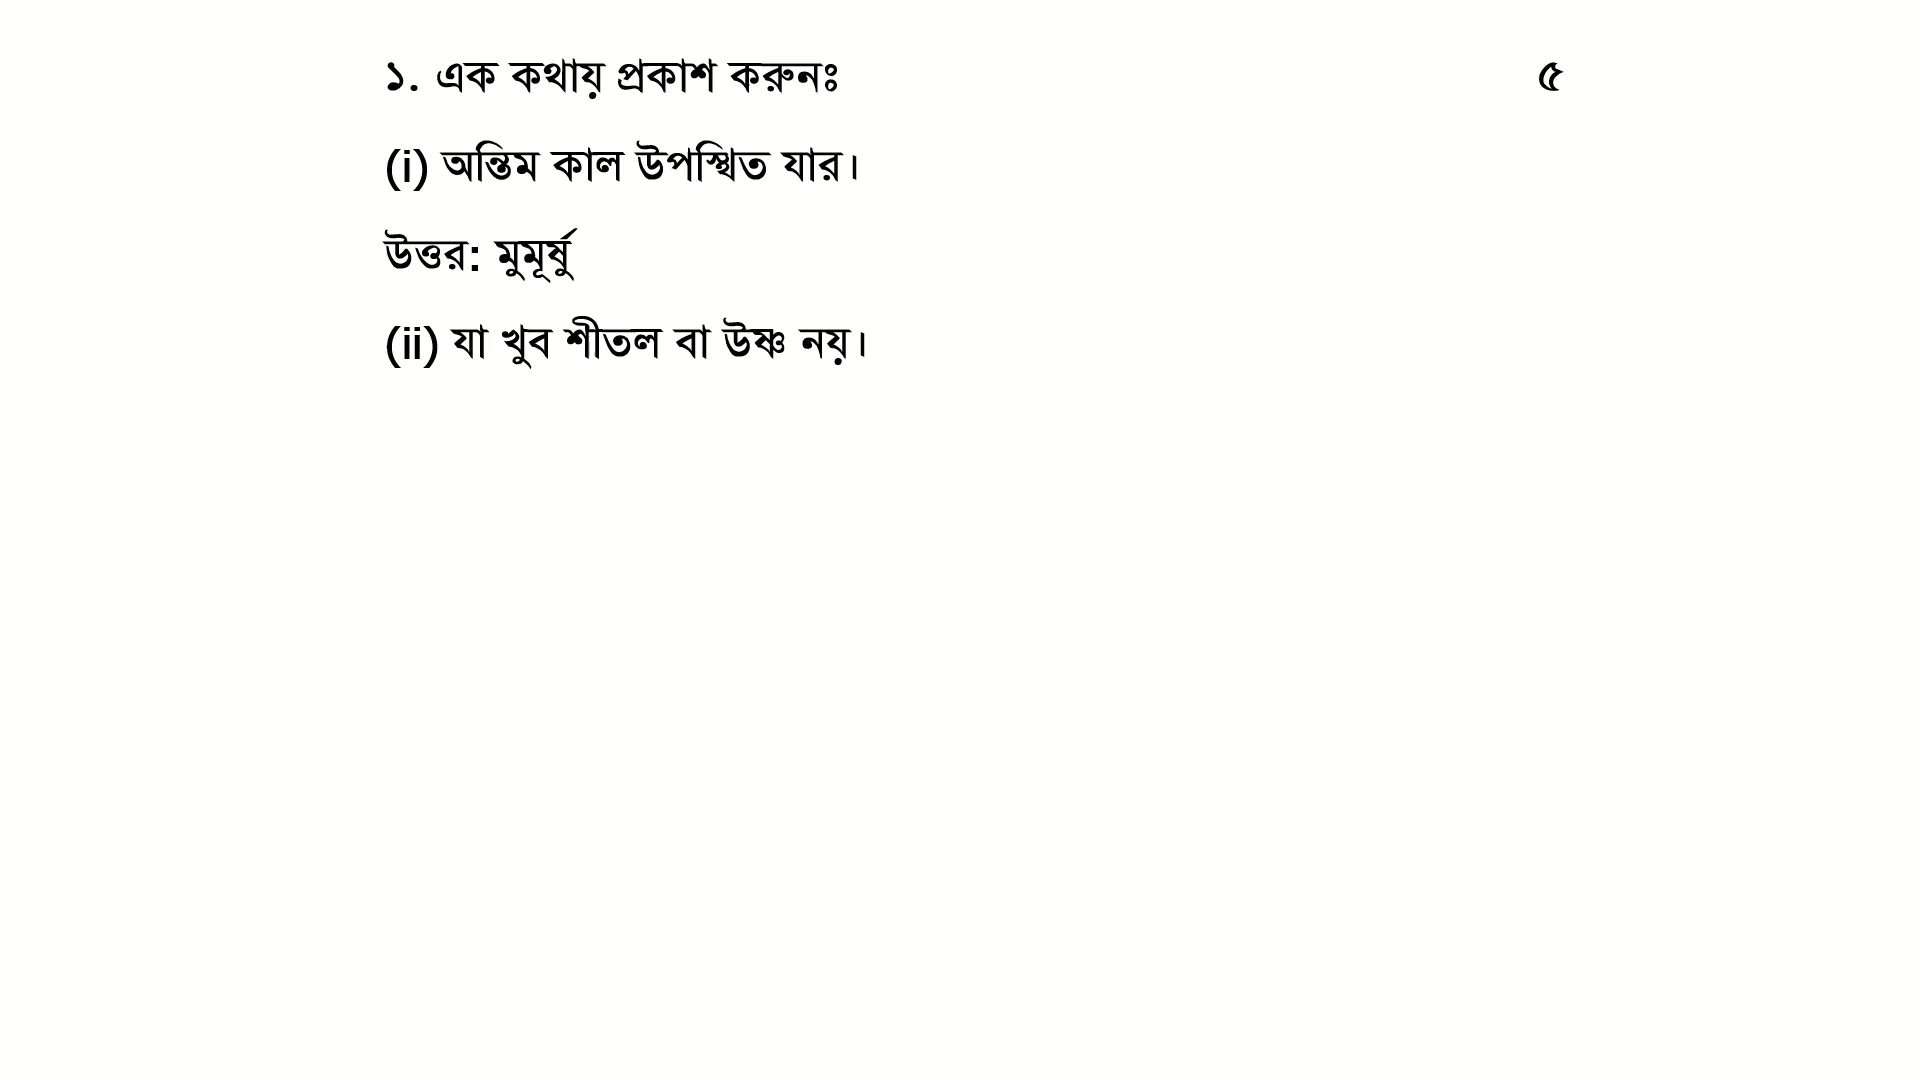 ১. এক কথায় প্রকাশ করুনঃ ৫
(i) অন্তিম কাল উপস্থিত যার।
উত্তর: মুমূর্ষু
(ii) যা খুব শীতল বা উষ্ণ নয়।